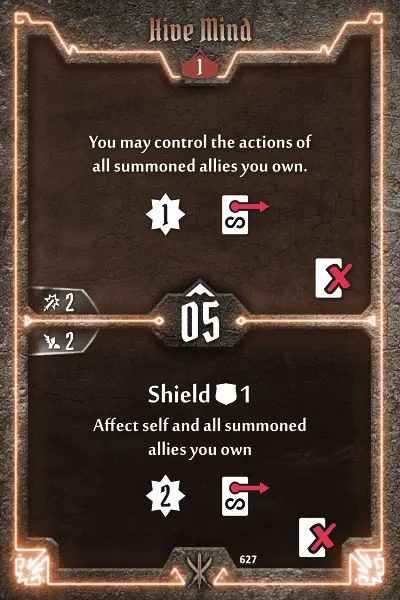 Hive Mind
1
You may control the actions of
all summoned allies you own.
1
S
2
05
2
Shield 1
Affect self and all summoned
allies you own
2
S
627